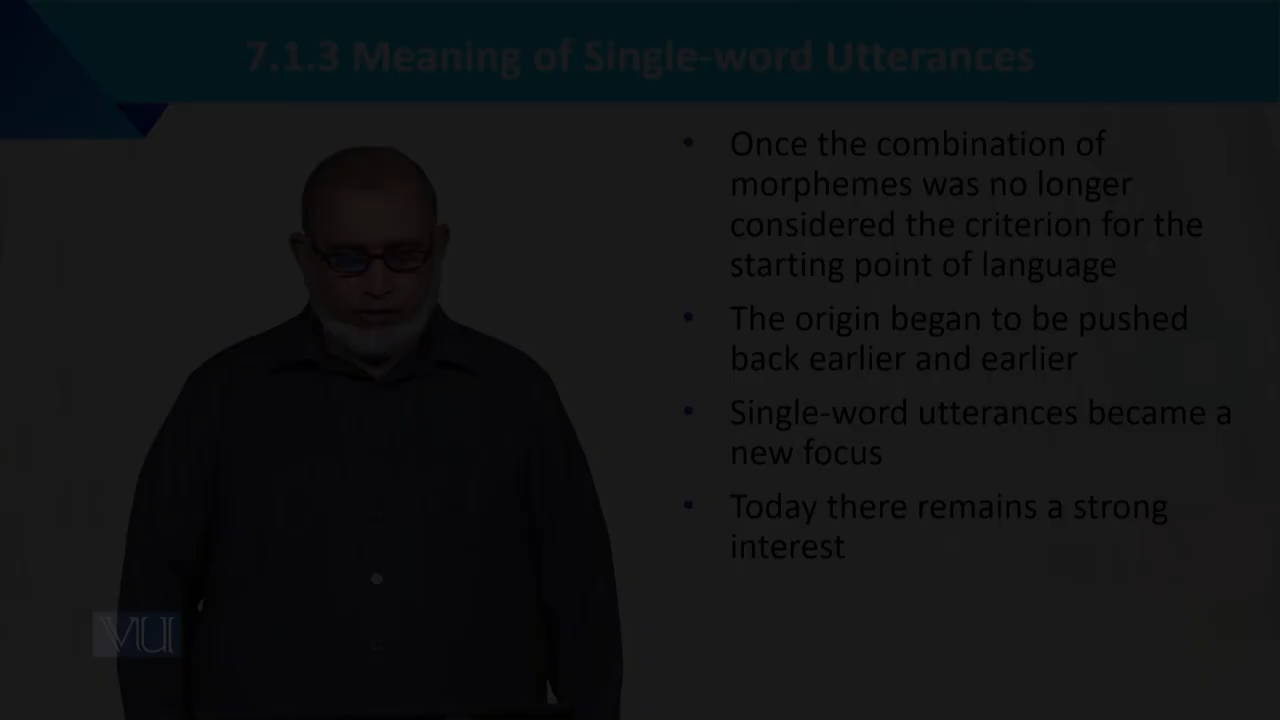 7.1.3 Meaning of Single-word Utterances
• Once the combination of
morphemes was no longer
considered the criterion for the
starting point of language
• The origin began to be pushed
back earlier and earlier
• Single-word utterances became a
new focus
• Today there remains a strong
interest
VU